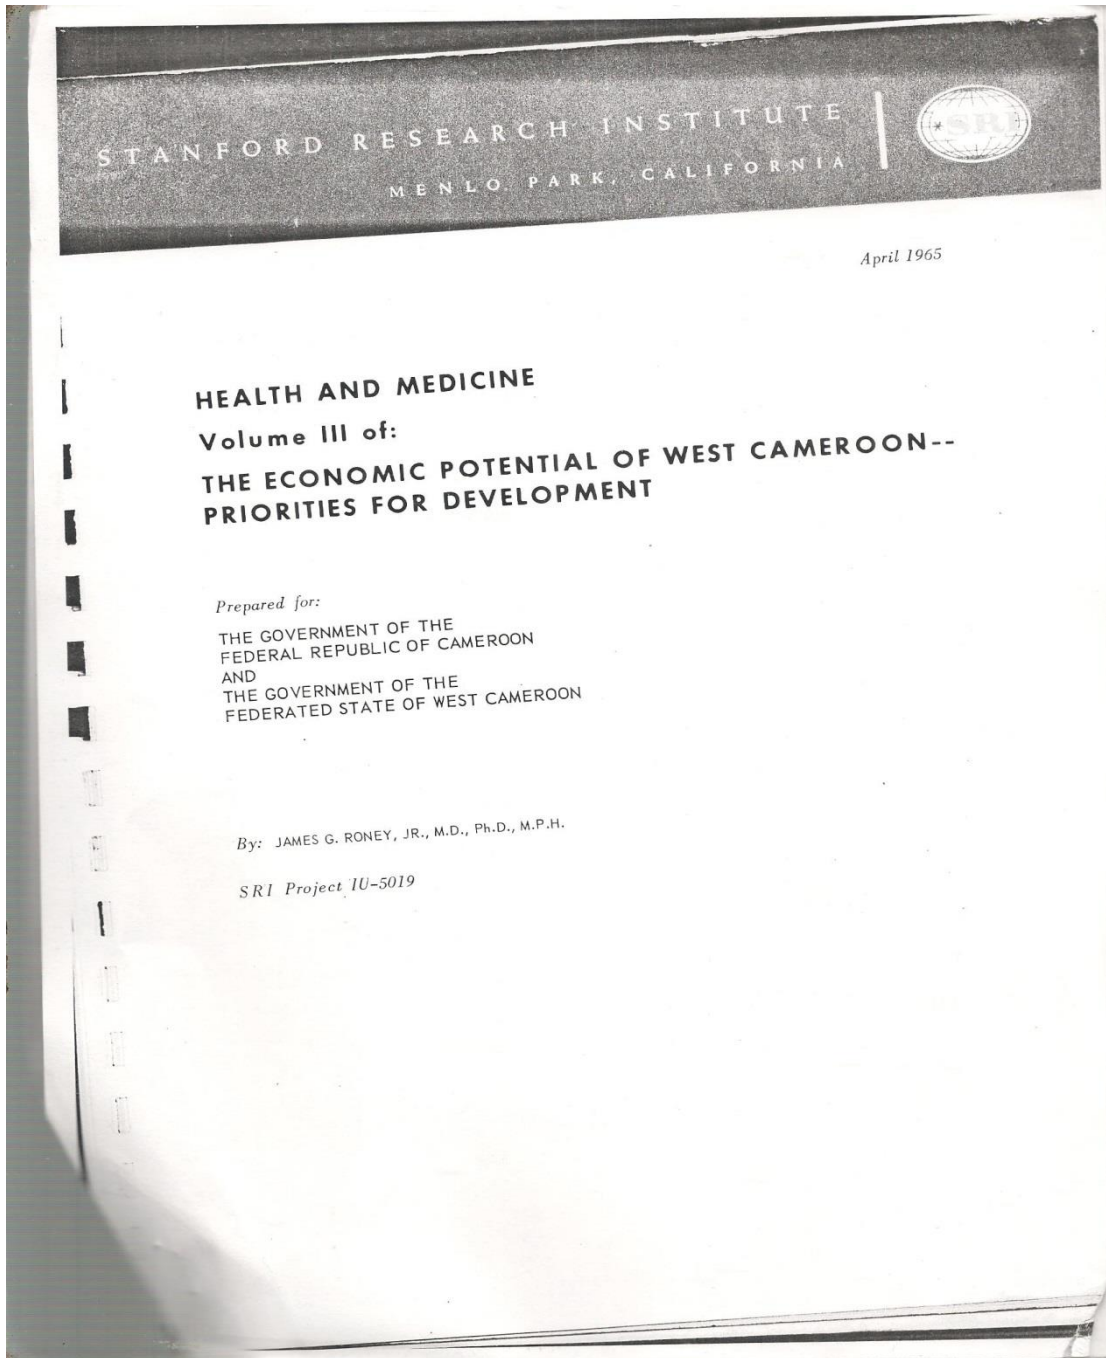 STANFORD RESEARCH INSTITUTE
MENLO PARK, CALIFORNIA
*SRI
April 1965
HEALTH AND MEDICINE
Volume III of:
THE ECONOMIC POTENTIAL OF WEST CAMEROON--
PRIORITIES FOR DEVELOPMENT
Prepared for:
THE GOVERNMENT OF THE
FEDERAL REPUBLIC OF CAMEROON
AND
THE GOVERNMENT OF THE
FEDERATED STATE OF WEST CAMEROON
By: JAMES G. RONEY, JR., M.D., Ph.D., M.P.H.
SRI Project IU-5019